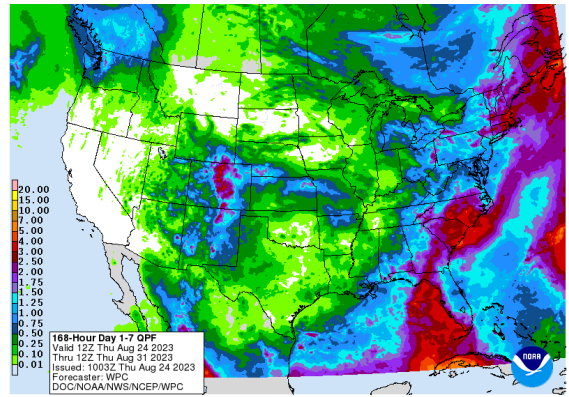 20.00
15.00
10.00
7.00
5.00
4.00
3.00
2.50
2.00
1.75
1.50
1.25
1.00
0.75
0.50
0.25
0.10
0.01
168-Hour Day 1-7 QPF
Valid 12Z Thu Aug 24 2023
Thru 12Z Thu Aug 31 2023
Issued: 1003Z Thu Aug 24 2023
Forecaster: WPC
DOC/NOAA/NWS/NCEP/WPC
NOAA